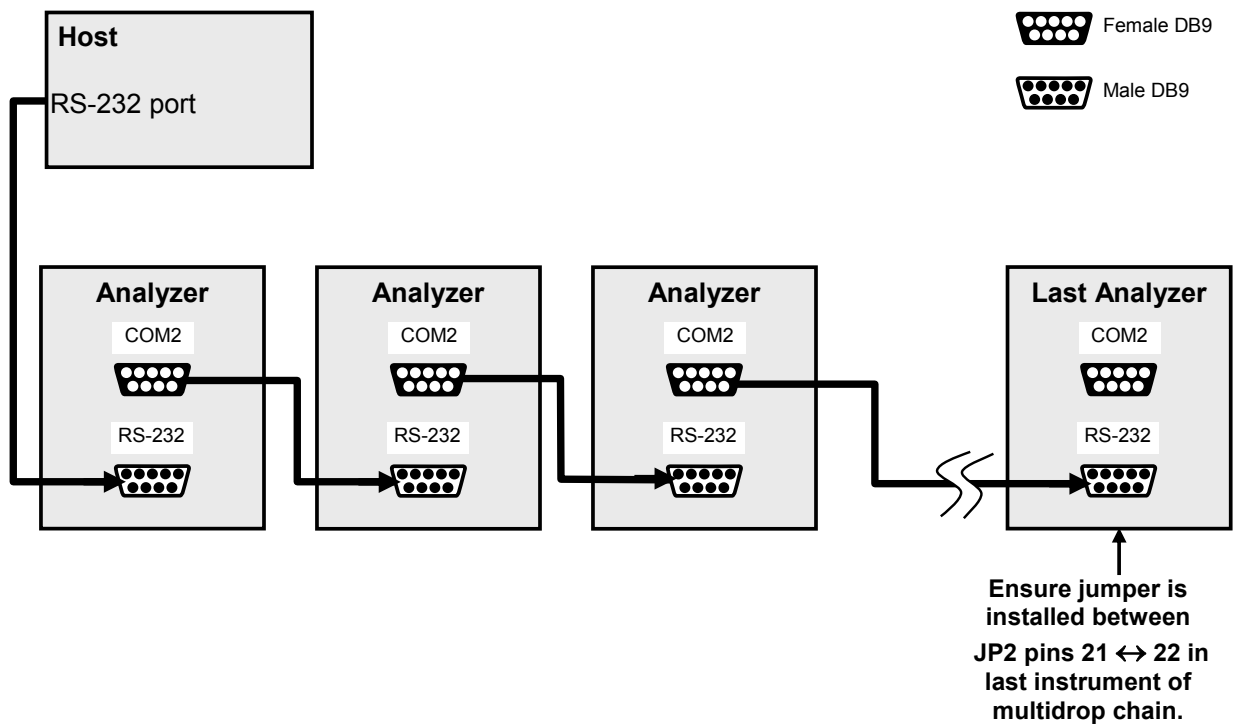 Host
RS-232 port
Female DB9
Male DB9
Analyzer
COM2
RS-232
Analyzer
COM2
RS-232
Analyzer
COM2
RS-232
Last Analyzer
COM2
RS-232
Ensure jumper is
installed between
JP2 pins 21 ↔ 22 in
last instrument of
multidrop chain.